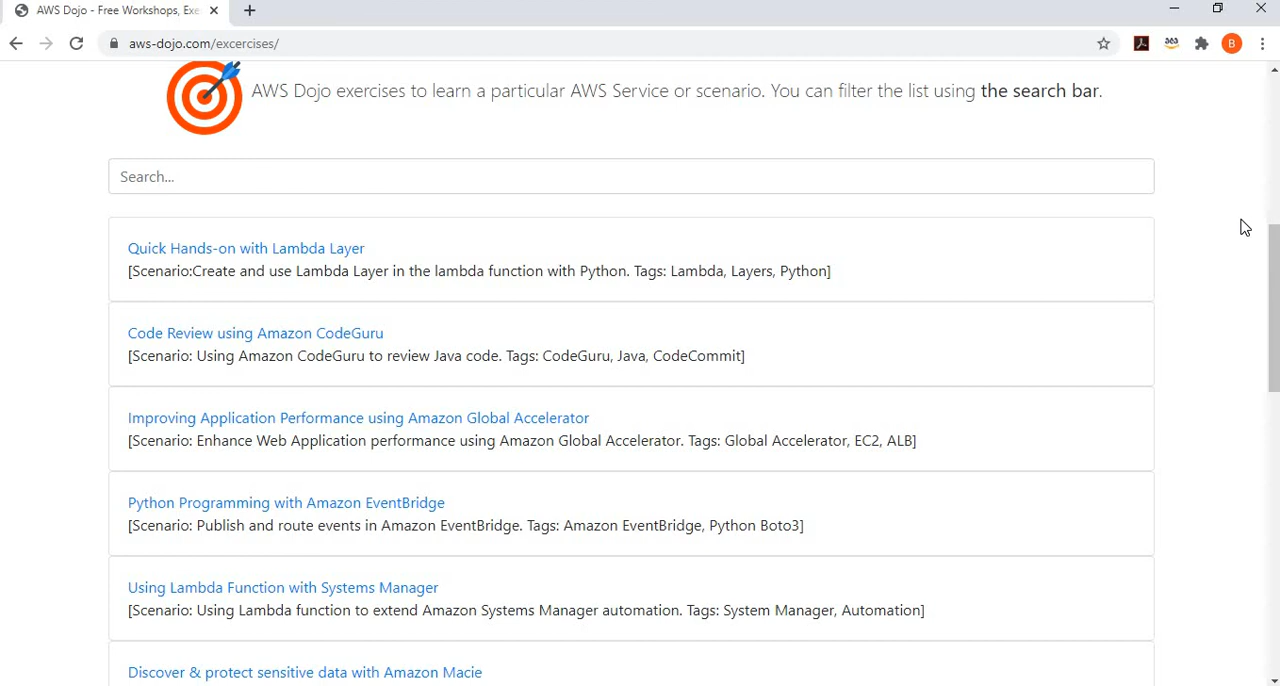 AWS Dojo - Free Workshops, Exe
aws-dojo.com/excercises/
B
AWS Dojo exercises to learn a particular AWS Service or scenario. You can filter the list using the search bar.
Search...
Quick Hands-on with Lambda Layer
[Scenario:Create and use Lambda Layer in the lambda function with Python. Tags: Lambda, Layers, Python]
Code Review using Amazon CodeGuru
[Scenario: Using Amazon CodeGuru to review Java code. Tags: CodeGuru, Java, CodeCommit]
Improving Application Performance using Amazon Global Accelerator
[Scenario: Enhance Web Application performance using Amazon Global Accelerator. Tags: Global Accelerator, EC2, ALB]
Python Programming with Amazon EventBridge
[Scenario: Publish and route events in Amazon EventBridge. Tags: Amazon EventBridge, Python Boto3]
Using Lambda Function with Systems Manager
[Scenario: Using Lambda function to extend Amazon Systems Manager automation. Tags: System Manager, Automation]
Discover & protect sensitive data with Amazon Macie